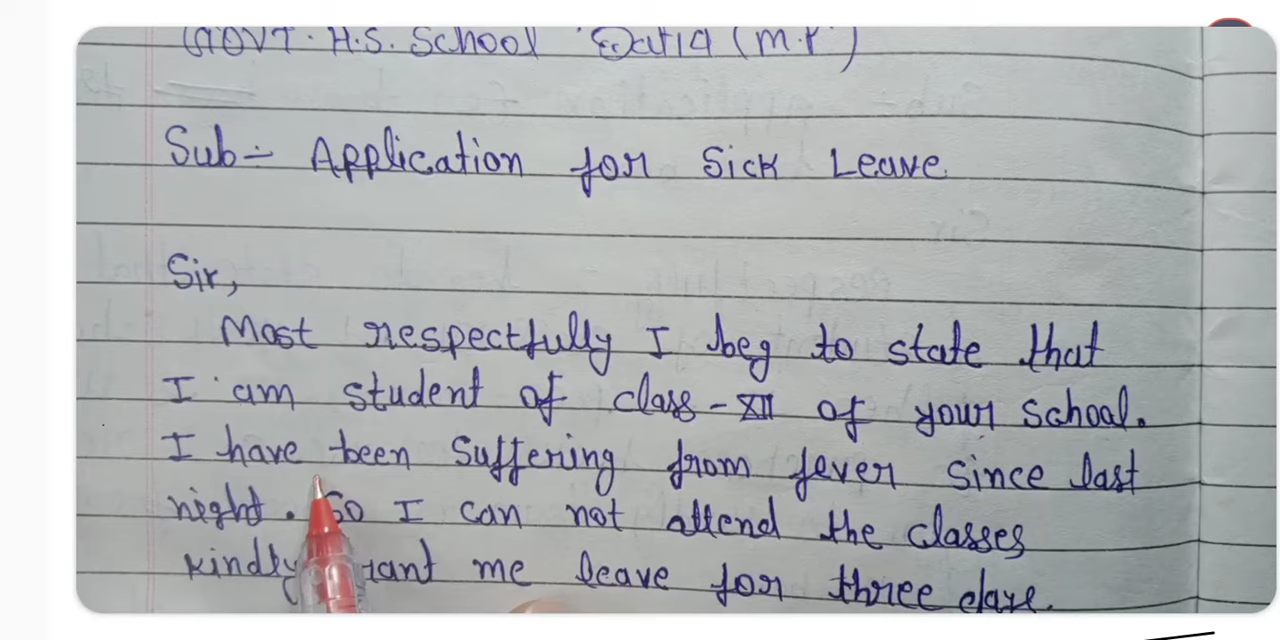 GOVT. H.S. School Datia (M.P)
Sub:- Application for Sick Leave
Sir,
Most respectfully I beg to state that
I am student of class-XII of your school.
I have been suffering from fever since last
night. So I can not attend the classes
kindly me leave for three days.